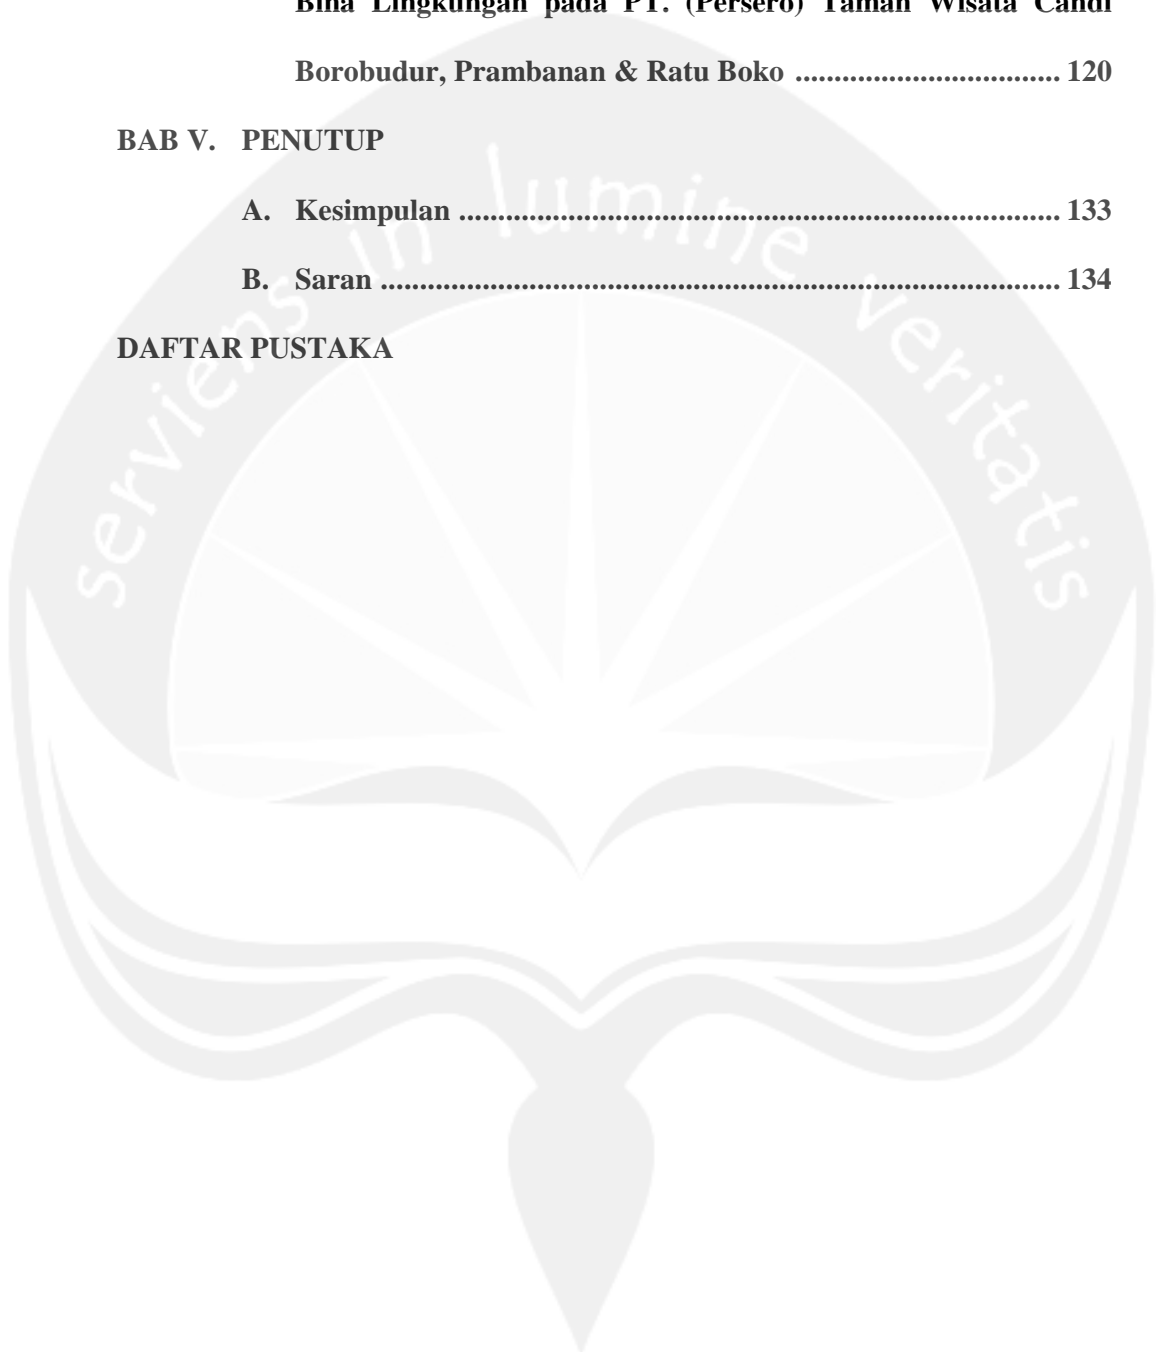 Bina Lingkungan pada PT. (Persero) Taman Wisata Candi
Borobudur, Prambanan & Ratu Boko .................................. 120
BAB V. PENUTUP
A. Kesimpulan ............................................................................. 133
B. Saran ....................................................................................... 134
DAFTAR PUSTAKA
serviens in lumine veritatis